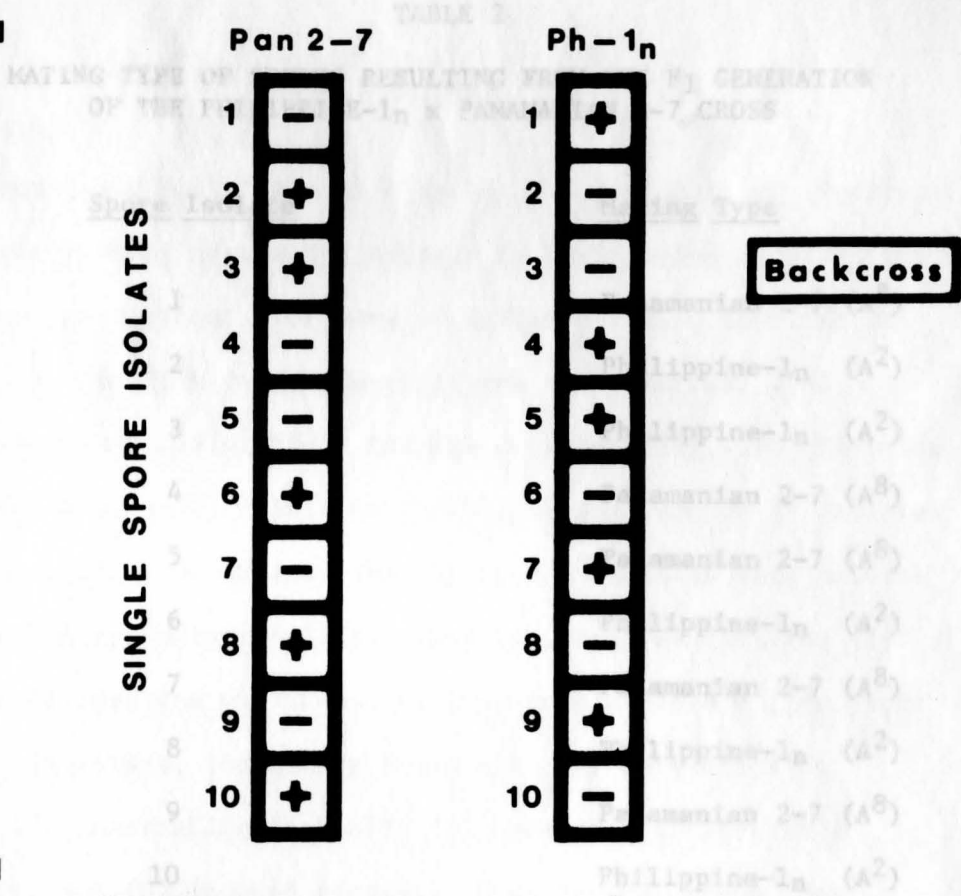 TABLE 2
Pan 2-7 Ph-1n
MATING TYPE OF RESULTING F1 GENERATION
OF THE PHILIPPINE-1n x PANAMANIAN 2-7 CROSS
Spore Isolate Mating Type
SINGLE SPORE ISOLATES
Backcross
1 - 1 +
2 + 2 -
3 + 3 -
4 - 4 +
5 - 5 +
6 + 6 -
7 - 7 +
8 + 8 -
9 - 9 +
10 + 10 -
1 Panamanian 2-7 (A8)
2 Philippine-1n (A2)
3 Philippine-1n (A2)
4 Panamanian 2-7 (A8)
5 Panamanian 2-7 (A8)
6 Philippine-1n (A2)
7 Panamanian 2-7 (A8)
8 Philippine-1n (A2)
9 Panamanian 2-7 (A8)
10 Philippine-1n (A2)